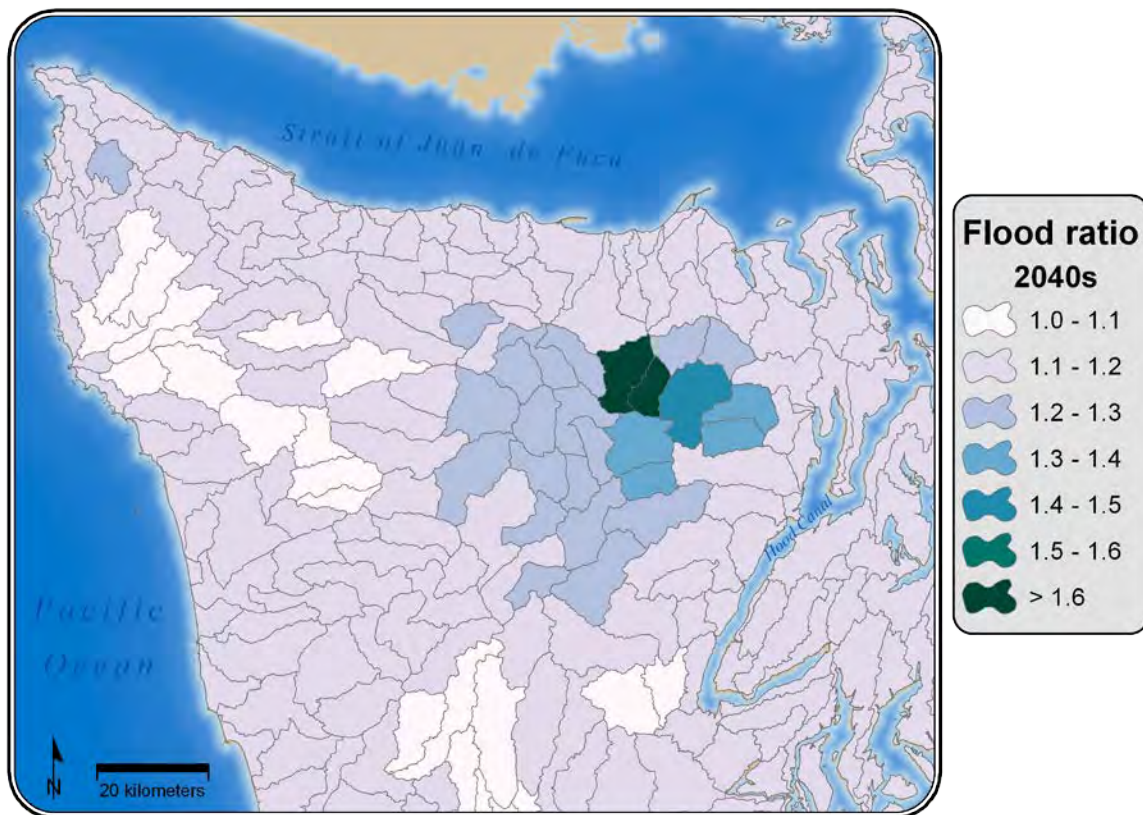 Strait of Juan de Fuca
Hood Canal
Pacific
Ocean
N
20 kilometers
Flood ratio
2040s
1.0 - 1.1
1.1 - 1.2
1.2 - 1.3
1.3 - 1.4
1.4 - 1.5
1.5 - 1.6
> 1.6